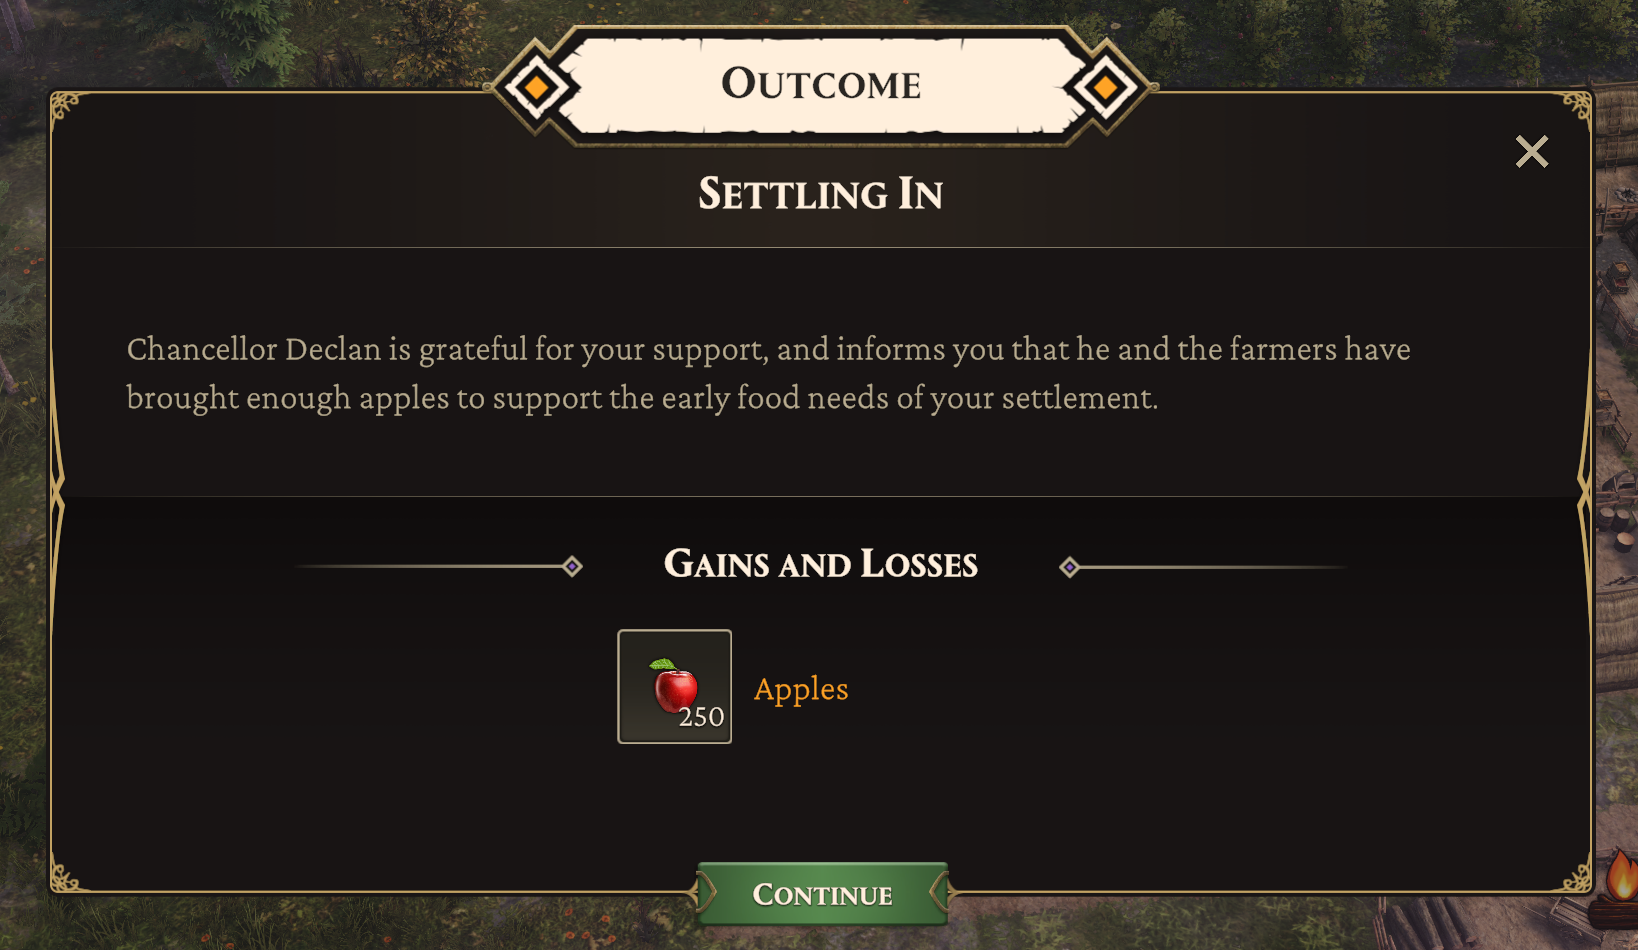 Outcome
Settling In
Chancellor Declan is grateful for your support, and informs you that he and the farmers have
brought enough apples to support the early food needs of your settlement.
Gains and Losses
250
Apples
Continue